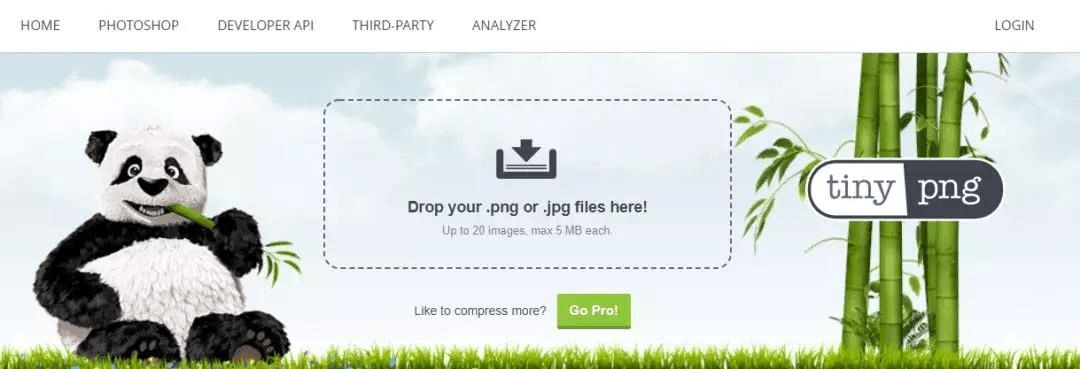 HOME PHOTOSHOP DEVELOPER API THIRD-PARTY ANALYZER LOGIN
Drop your .png or .jpg files here!
Up to 20 images, max 5 MB each.
tiny png
Like to compress more? Go Pro!